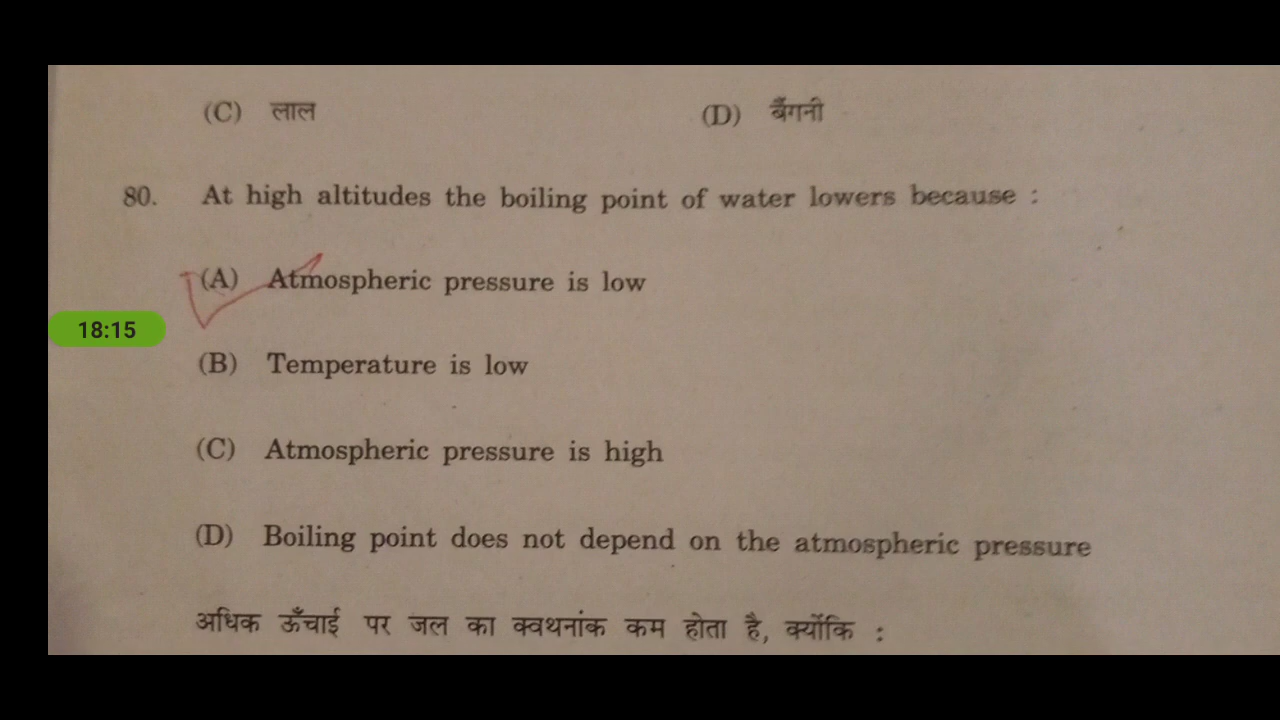 (C) लाल (D) बैंगनी
80. At high altitudes the boiling point of water lowers because :
(A) Atmospheric pressure is low
18:15
(B) Temperature is low
(C) Atmospheric pressure is high
(D) Boiling point does not depend on the atmospheric pressure
अधिक ऊँचाई पर जल का क्वथनांक कम होता है, क्योंकि :